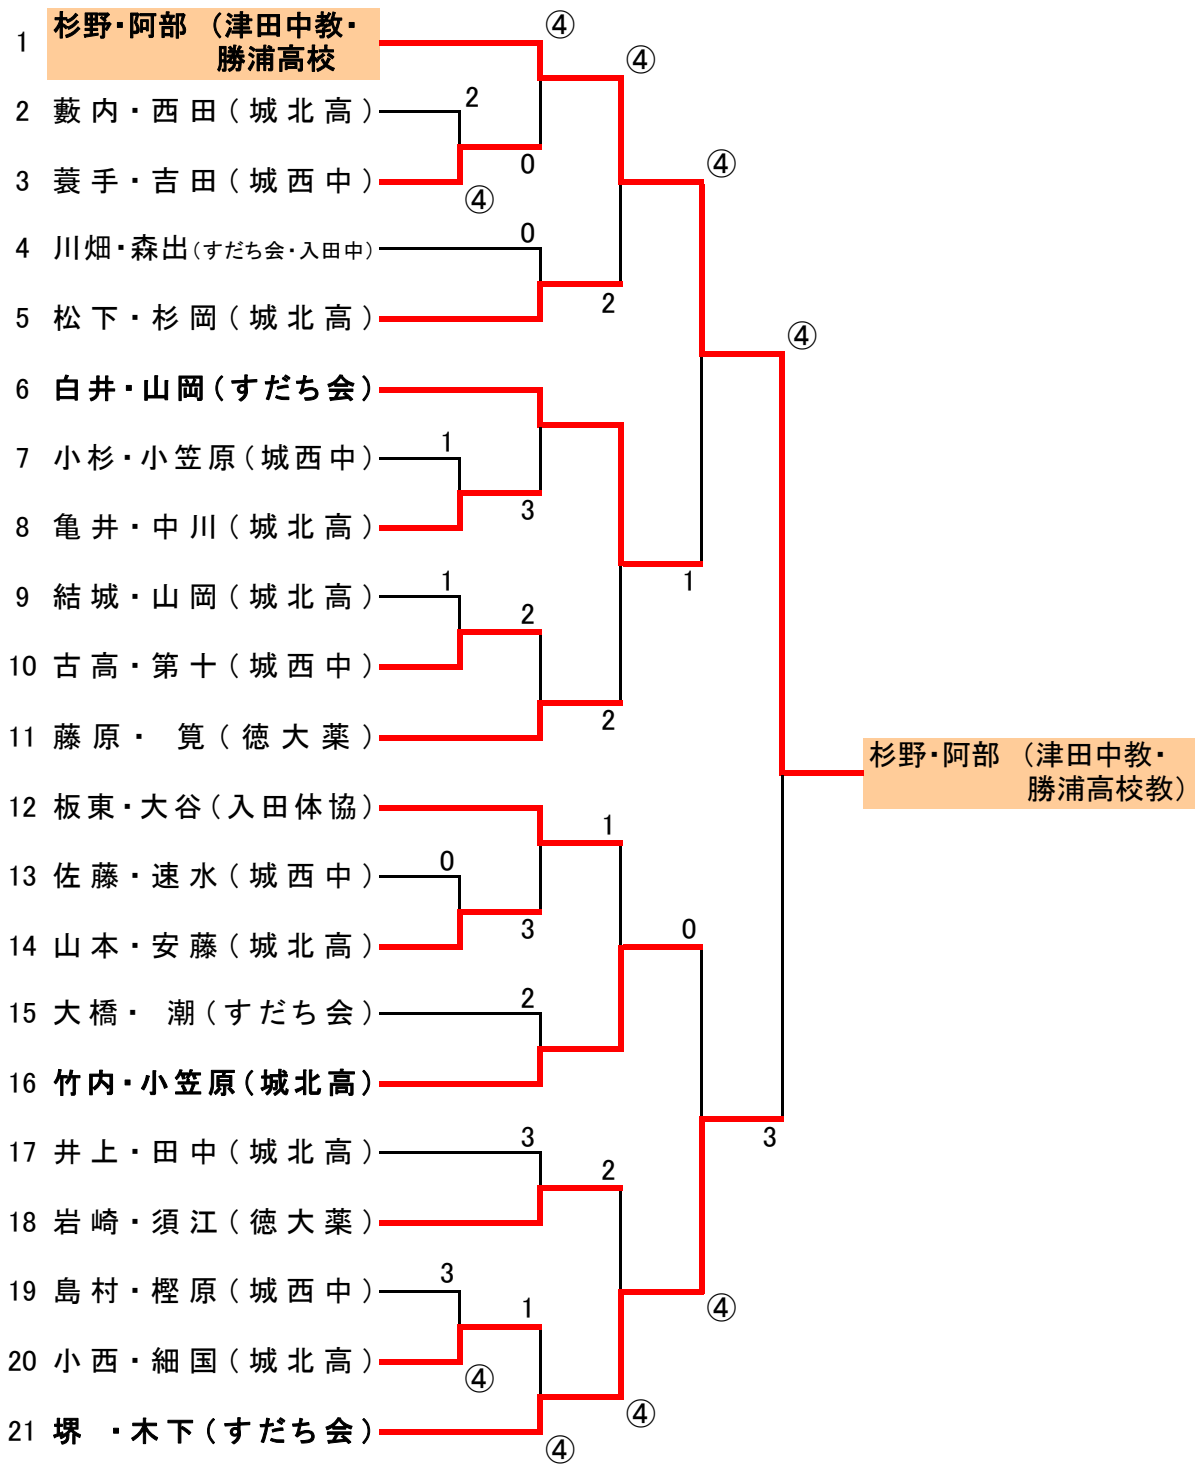 ④
1 杉野・阿部 (津田中教・
勝浦高校
④
2 藪内・西田(城北高)
2
0
④
3 蓑手・吉田(城西中)
④
0
4 川畑・森出(すだち会・入田中)
2
5 松下・杉岡(城北高)
④
6 白井・山岡(すだち会)
1
7 小杉・小笠原(城西中)
3
8 亀井・中川(城北高)
1
1
9 結城・山岡(城北高)
2
10 古高・第十(城西中)
2
11 藤原・ 筧(徳大薬)
杉野・阿部 (津田中教・
勝浦高校教)
12 板東・大谷(入田体協)
1
0
13 佐藤・速水(城西中)
3
0
14 山本・安藤(城北高)
2
15 大橋・ 潮(すだち会)
16 竹内・小笠原(城北高)
3
3
17 井上・田中(城北高)
2
18 岩崎・須江(徳大薬)
3
19 島村・樫原(城西中)
1
④
20 小西・細国(城北高)
④
④
21 堺 ・木下(すだち会)
④